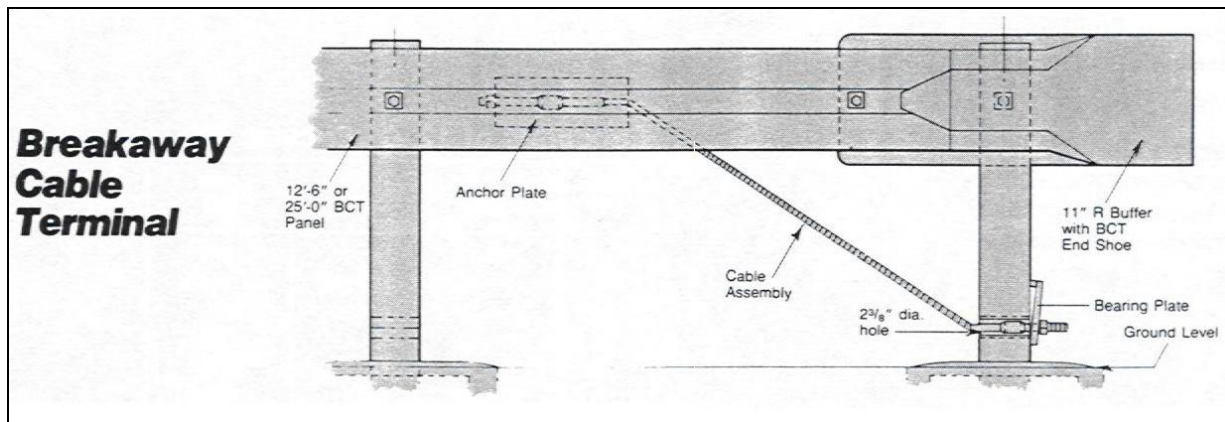 Breakaway
Cable
Terminal
12'-6" or
25'-0" BCT
Panel
Anchor Plate
Cable
Assembly
2³/₈" dia.
hole
11" R Buffer
with BCT
End Shoe
Bearing Plate
Ground Level